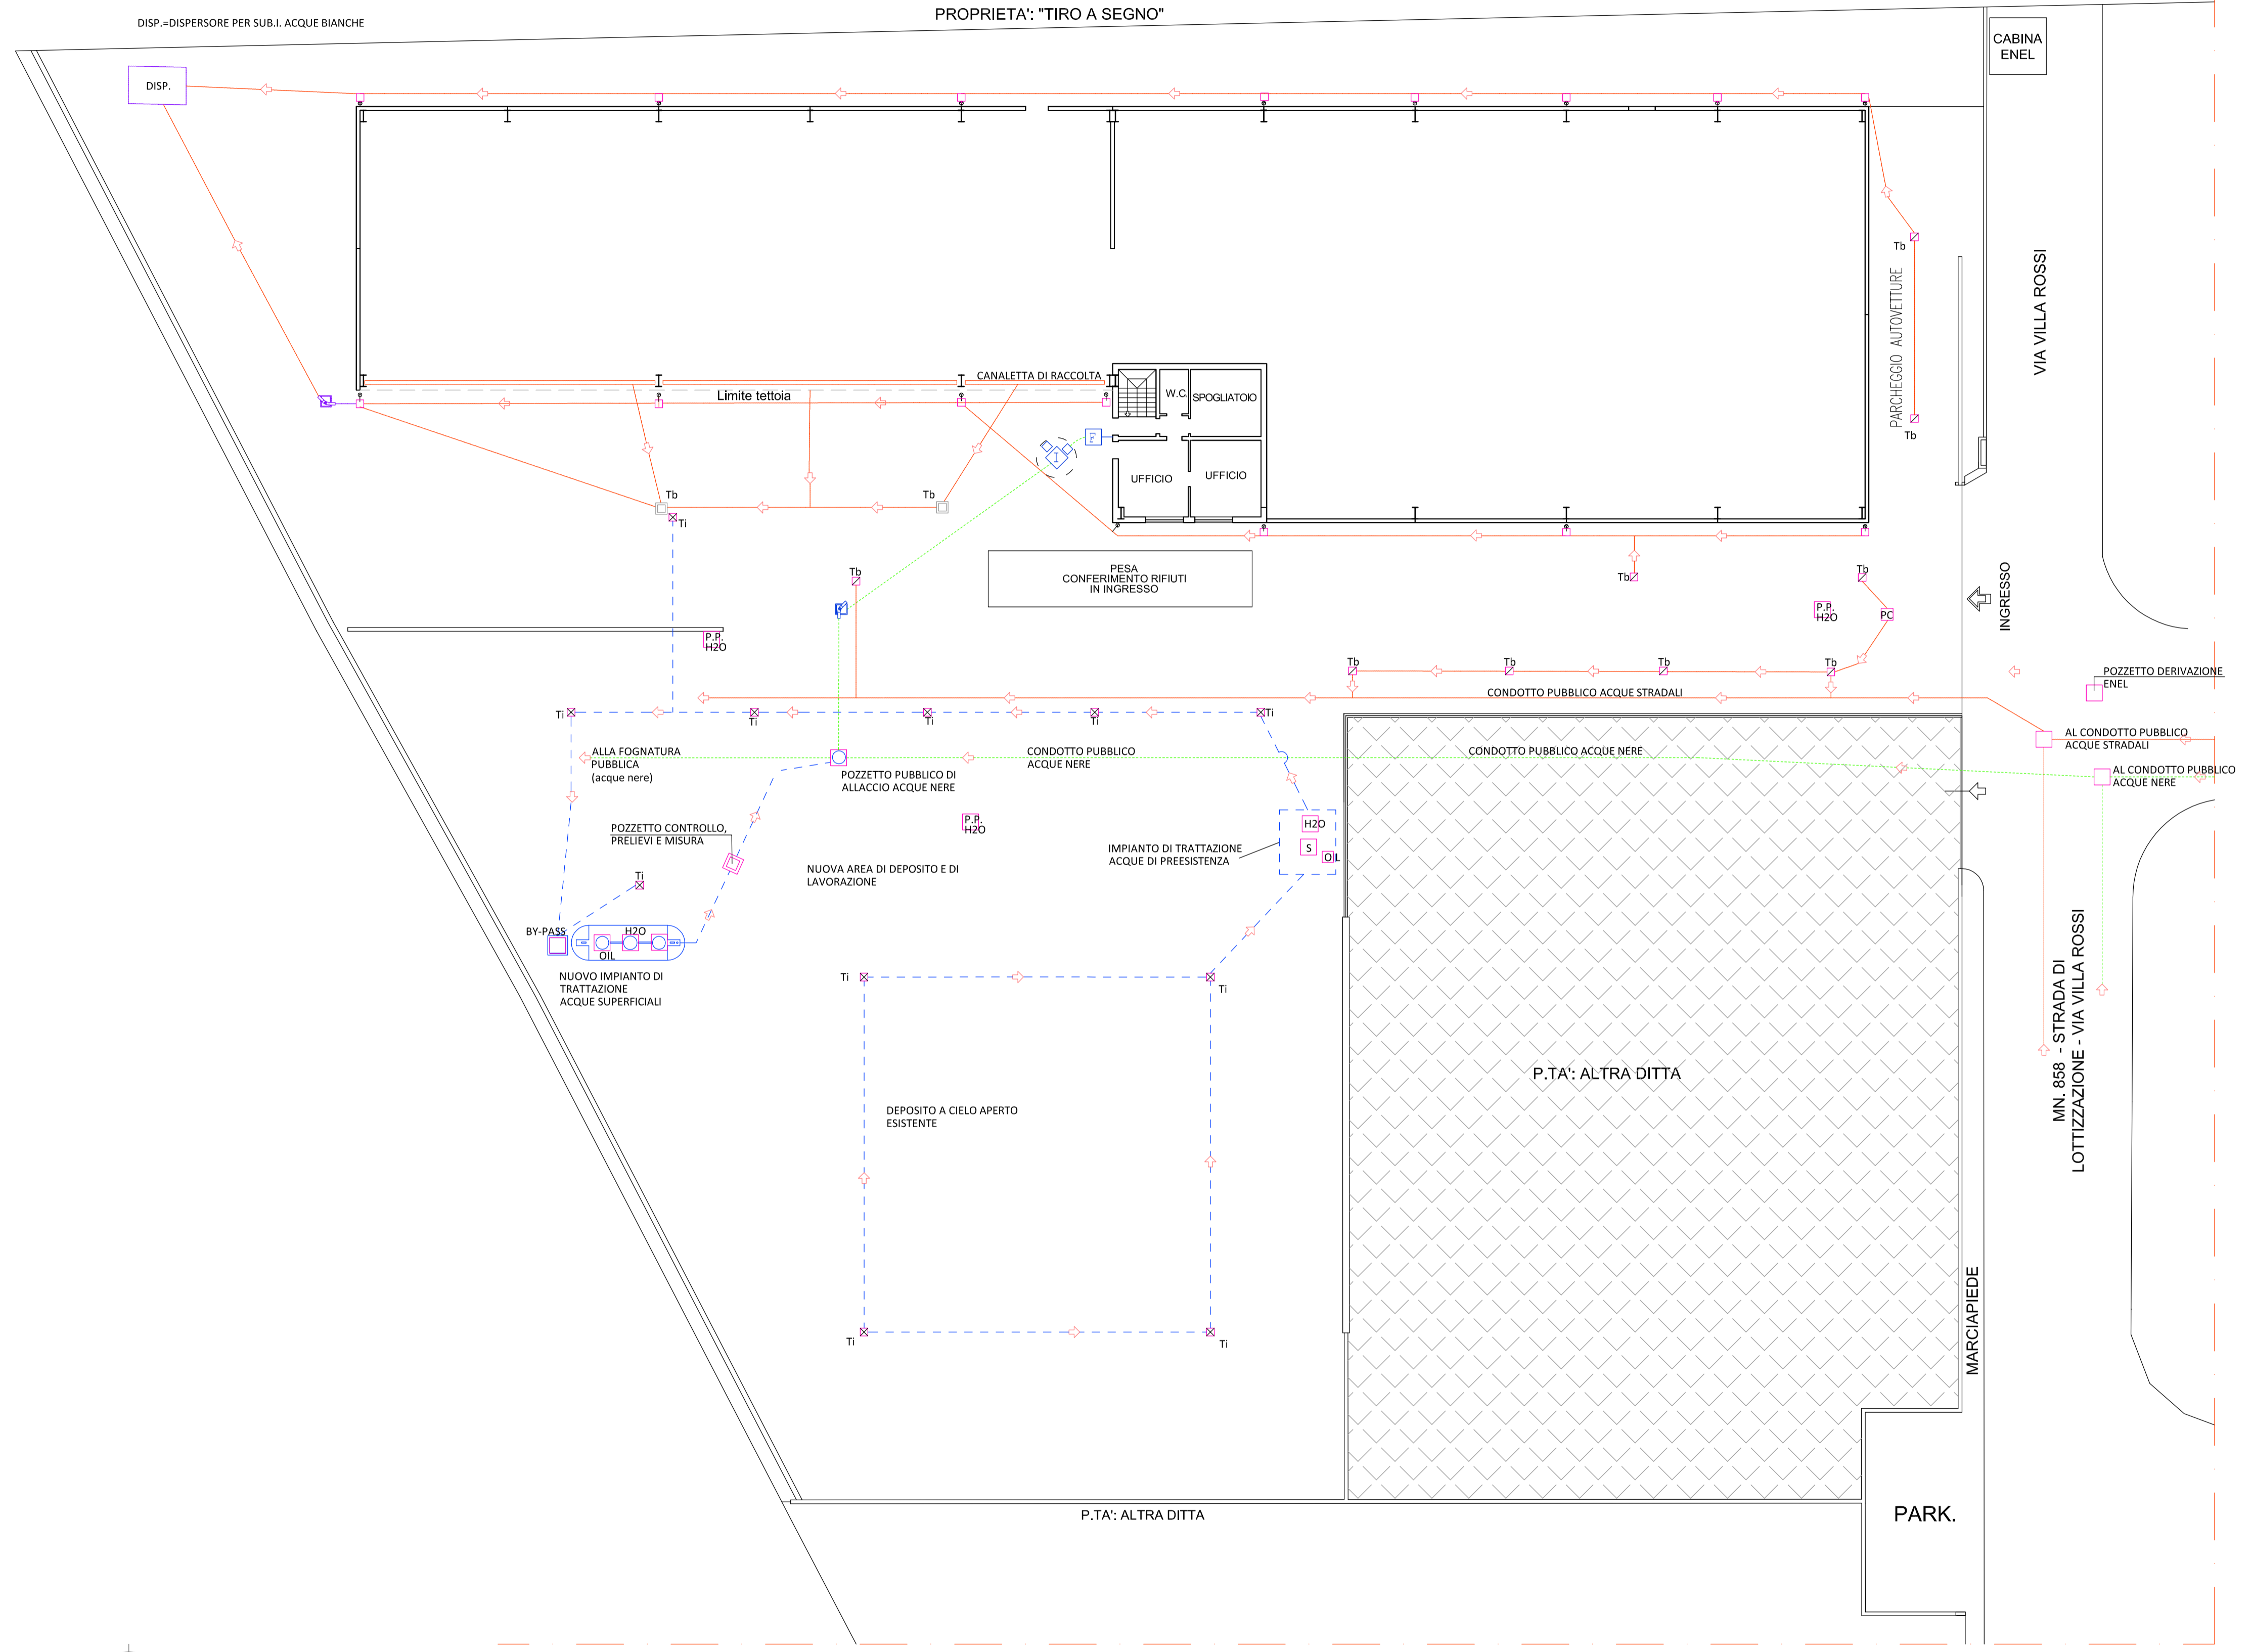 PROPRIETA': "TIRO A SEGNO"
DISP.=DISPERSORE PER SUB.I. ACQUE BIANCHE
CABINA
ENEL
DISP.
Tb
PARCHEGGIO AUTOVETTURE
Tb
VIA VILLA ROSSI
CANALETTA DI RACCOLTA
Limite tettoia
W.C.
SPOGLIATOIO
F
I
UFFICIO
UFFICIO
Tb
Tb
Ti
PESA
CONFERIMENTO RIFIUTI
IN INGRESSO
Tb
Tb
Tb
INGRESSO
P.P.
H2O
PC
P.P.
H2O
Tb
Tb
Tb
Tb
POZZETTO DERIVAZIONE
ENEL
CONDOTTO PUBBLICO ACQUE STRADALI
Ti
Ti
Ti
Ti
Ti
AL CONDOTTO PUBBLICO
ACQUE STRADALI
ALLA FOGNATURA
PUBBLICA
(acque nere)
CONDOTTO PUBBLICO
ACQUE NERE
CONDOTTO PUBBLICO ACQUE NERE
AL CONDOTTO PUBBLICO
ACQUE NERE
POZZETTO PUBBLICO DI
ALLACCIO ACQUE NERE
POZZETTO CONTROLLO,
PRELIEVI E MISURA
P.P.
H2O
H2O
S
OIL
IMPIANTO DI TRATTAZIONE
ACQUE DI PREESISTENZA
NUOVA AREA DI DEPOSITO E DI
LAVORAZIONE
Ti
BY-PASS
H2O
OIL
NUOVO IMPIANTO DI
TRATTAZIONE
ACQUE SUPERFICIALI
Ti
Ti
MN. 858 - STRADA DI
LOTTIZZAZIONE - VIA VILLA ROSSI
P.TA': ALTRA DITTA
DEPOSITO A CIELO APERTO
ESISTENTE
MARCIAPIEDE
Ti
Ti
P.TA': ALTRA DITTA
PARK.